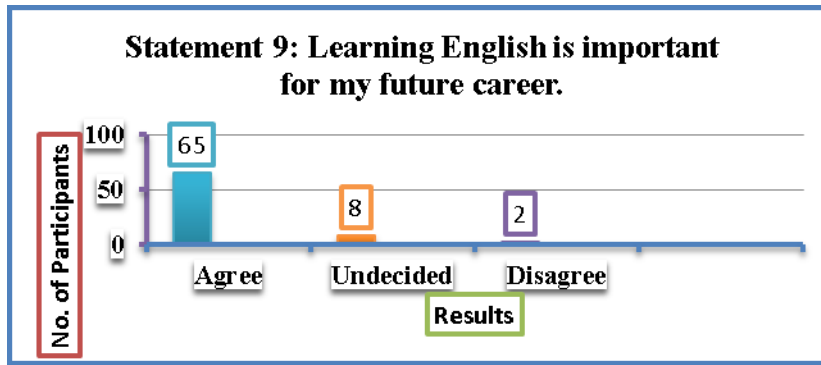 Statement 9: Learning English is important
for my future career.
No. of Participants
100
50
0
65
8
2
Agree
Undecided
Disagree
Results